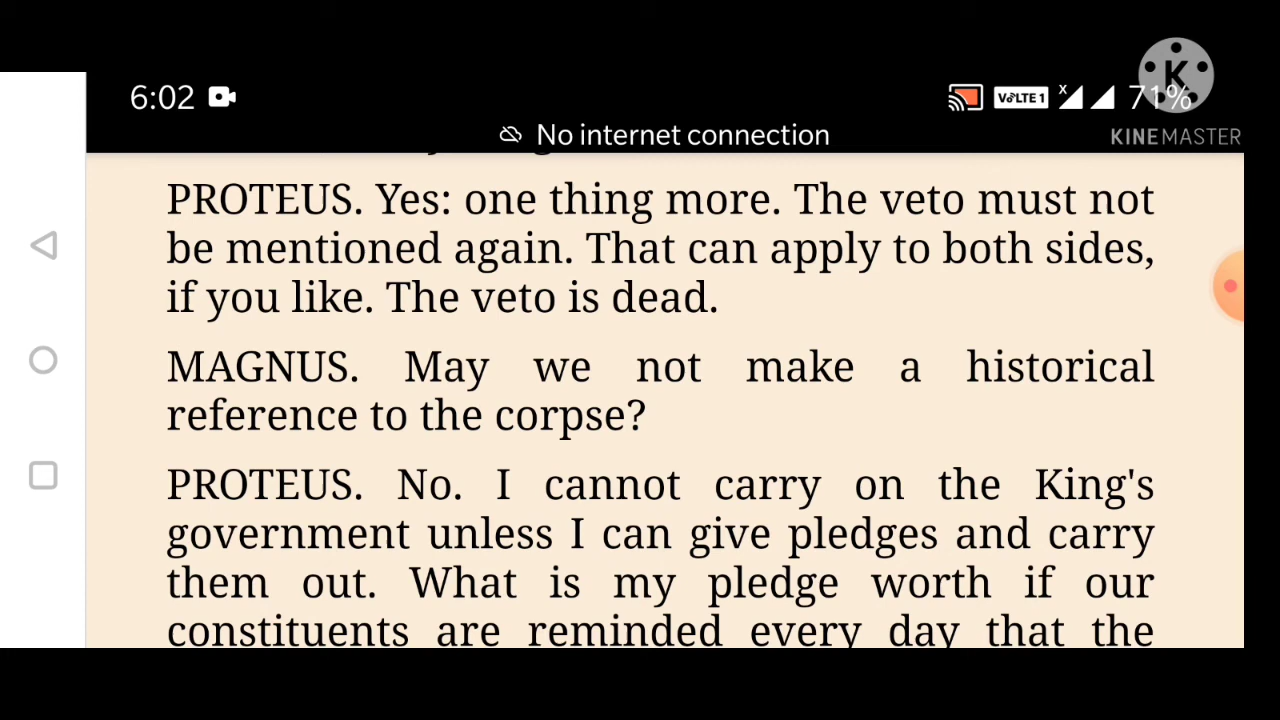 6:02
VoLTE 1
x
71%
K
KINEMASTER
No internet connection
PROTEUS. Yes: one thing more. The veto must not
be mentioned again. That can apply to both sides,
if you like. The veto is dead.
MAGNUS. May we not make a historical
reference to the corpse?
PROTEUS. No. I cannot carry on the King's
government unless I can give pledges and carry
them out. What is my pledge worth if our
constituents are reminded every day that the